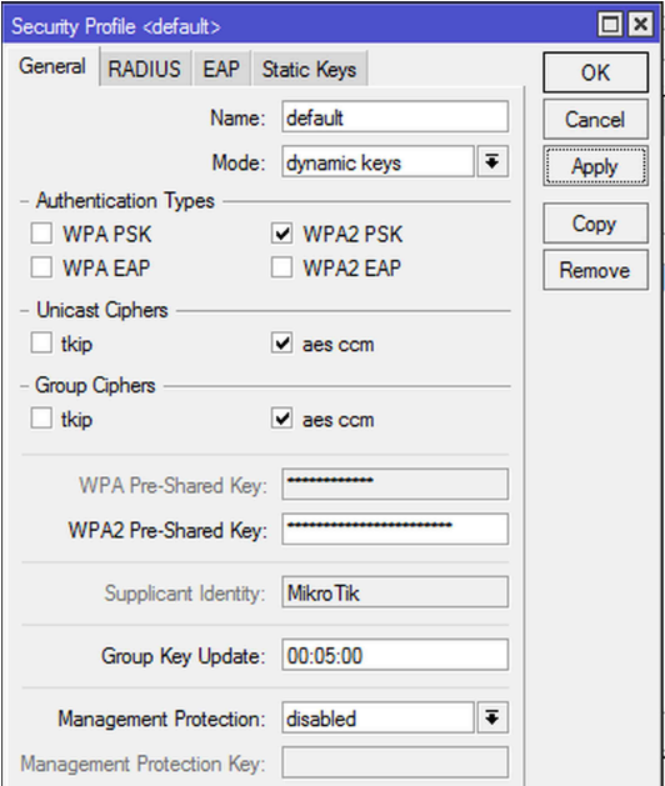 Security Profile <default>
General RADIUS EAP Static Keys
OK
Name: default
Cancel
Mode: dynamic keys
Apply
Authentication Types
WPA PSK WPA2 PSK
Copy
WPA EAP WPA2 EAP
Remove
Unicast Ciphers
tkip aes ccm
Group Ciphers
tkip aes ccm
WPA Pre-Shared Key:
WPA2 Pre-Shared Key:
Supplicant Identity: MikroTik
Group Key Update: 00:05:00
Management Protection: disabled
Management Protection Key: